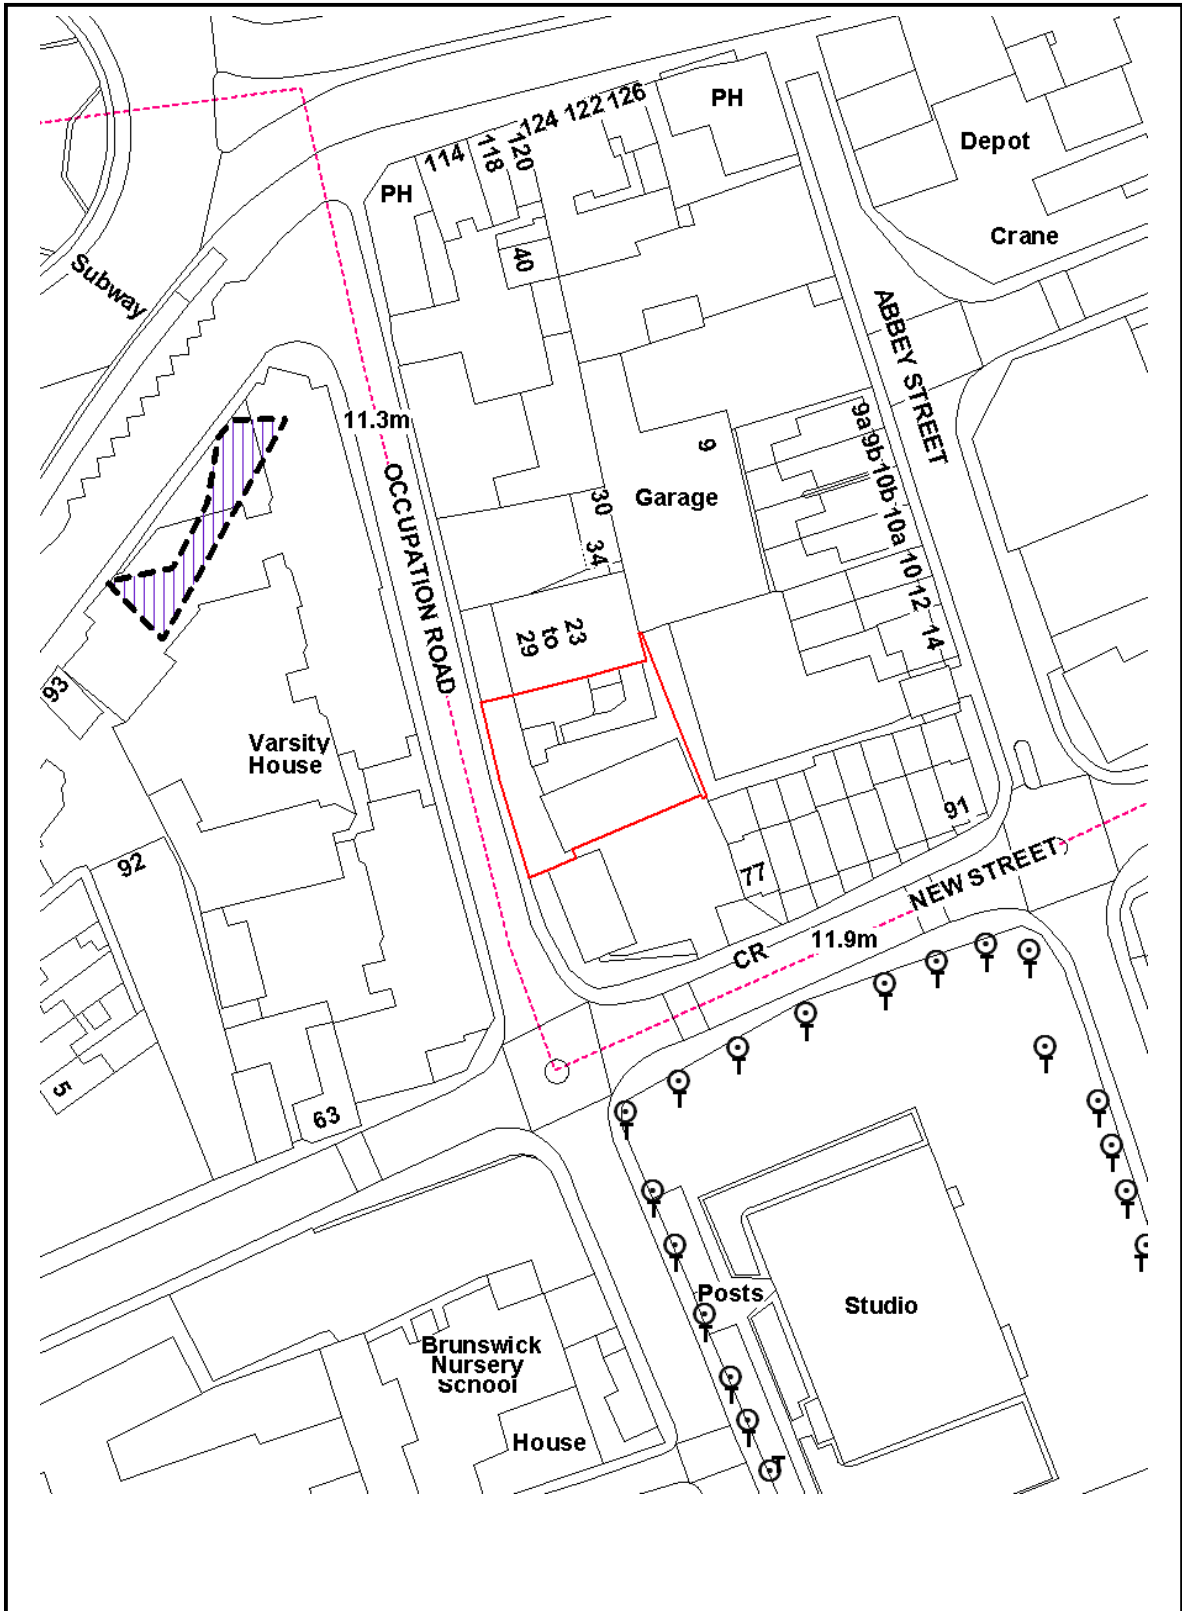 PH
126
122
124
120
118
114
PH
Depot
Crane
40
Subway
ABBEY STREET
11.3m
9a
9b
10b
10a
10
12
14
9
Garage
30
34
OCCUPATION ROAD
23
to
29
93
Varsity
House
92
91
77
NEW STREET
CR
11.9m
5
63
Posts
Studio
Brunswick
Nursery
School
House